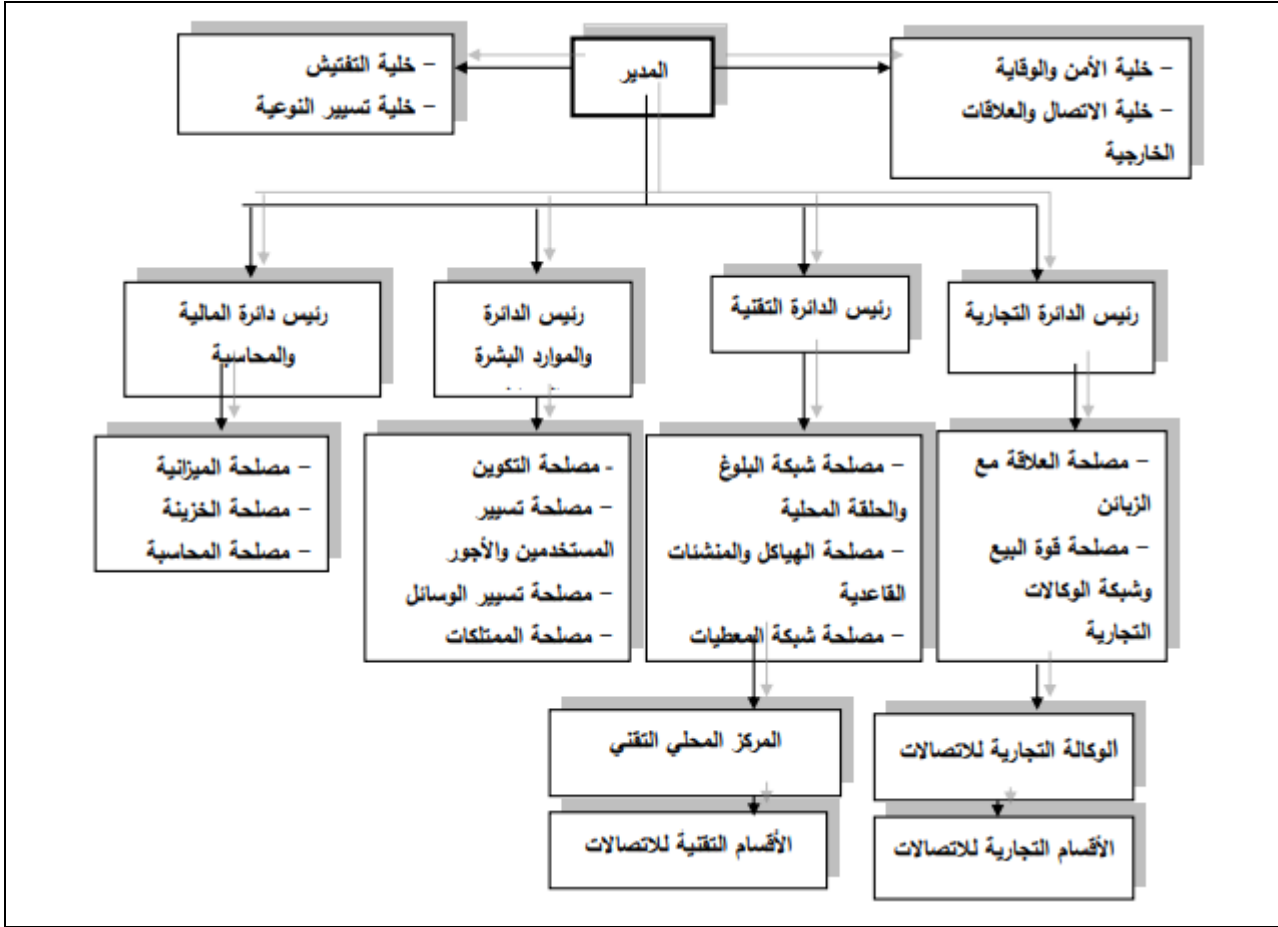 المدير
– خلية الأمن والوقاية
– خلية الاتصال والعلاقات
الخارجية
– خلية التفتيش
– خلية تسيير النوعية
رئيس الدائرة التجارية
رئيس الدائرة التقنية
رئيس الدائرة
والموارد البشرة
رئيس دائرة المالية
والمحاسبة
– مصلحة العلاقة مع
الزبائن
– مصلحة قوة البيع
وشبكة الوكالات
التجارية
– مصلحة شبكة البلوغ
والحلقة المحلية
– مصلحة الهياكل والمنشئات
القاعدية
– مصلحة شبكة المعطيات
- مصلحة التكوين
– مصلحة تسيير
المستخدمين والأجور
– مصلحة تسيير الوسائل
– مصلحة الممتلكات
– مصلحة الميزانية
– مصلحة الخزينة
– مصلحة المحاسبة
الوكالة التجارية للاتصالات
المركز المحلي التقني
الأقسام التجارية للاتصالات
الأقسام التقنية للاتصالات